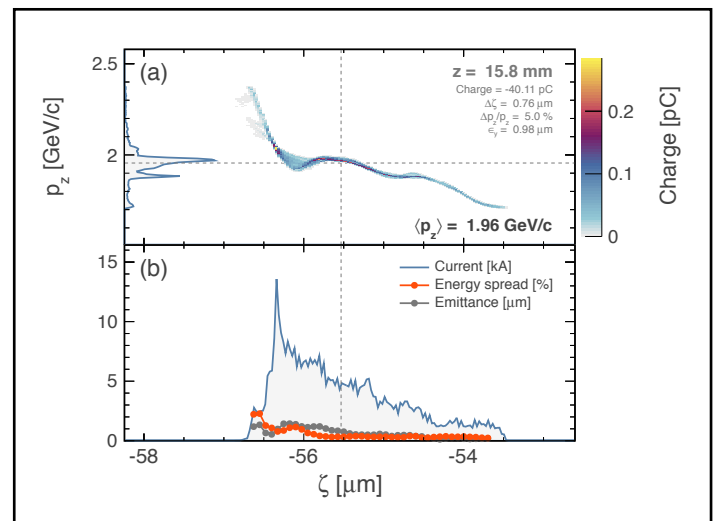 (a)
z = 15.8 mm
Charge = -40.11 pC
Δζ = 0.76 μm
Δp_z/p_z = 5.0 %
ϵ_y = 0.98 μm
⟨p_z⟩ = 1.96 GeV/c
p_z [GeV/c]
2.5
2
Charge [pC]
0.2
0.1
0
(b)
Current [kA]
Energy spread [%]
Emittance [μm]
15
10
5
0
-58
-56
-54
ζ [μm]